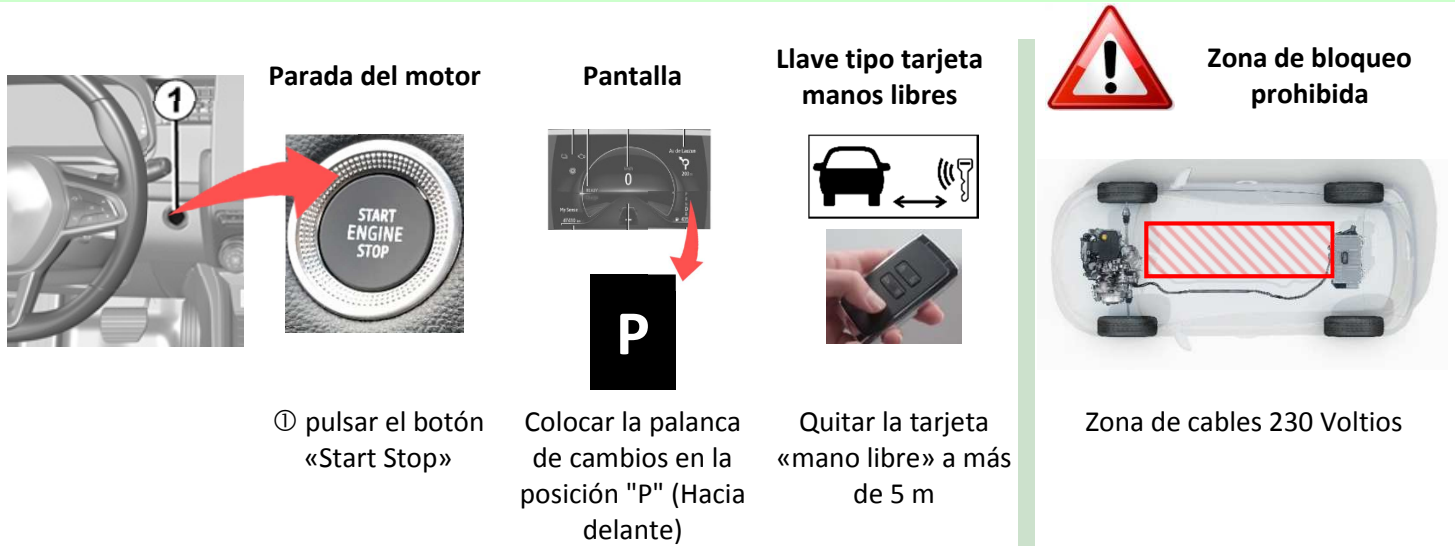 Parada del motor
Pantalla
Llave tipo tarjeta
manos libres
Zona de bloqueo
prohibida
1
START
ENGINE
STOP
0
P
① pulsar el botón
«Start Stop»
Colocar la palanca
de cambios en la
posición "P" (Hacia
delante)
Quitar la tarjeta
«mano libre» a más
de 5 m
Zona de cables 230 Voltios